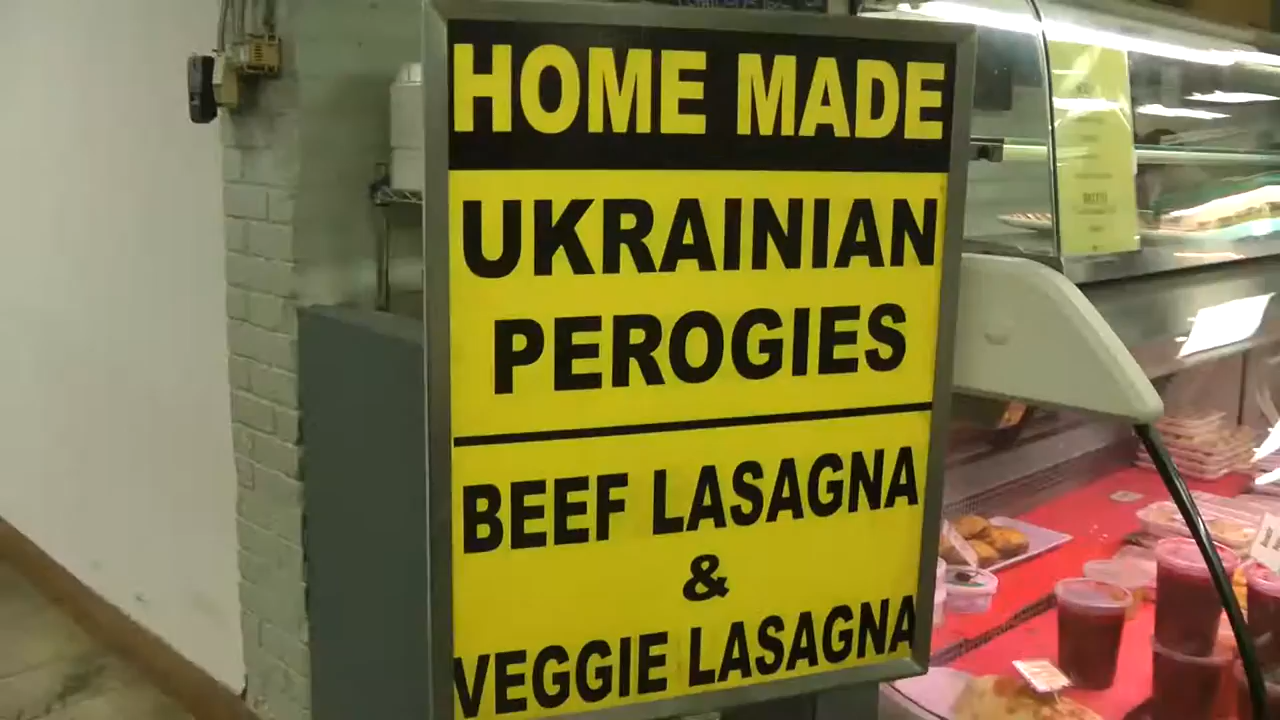 HOME MADE
UKRAINIAN
PEROGIES
BEEF LASAGNA
&
VEGGIE LASAGNA